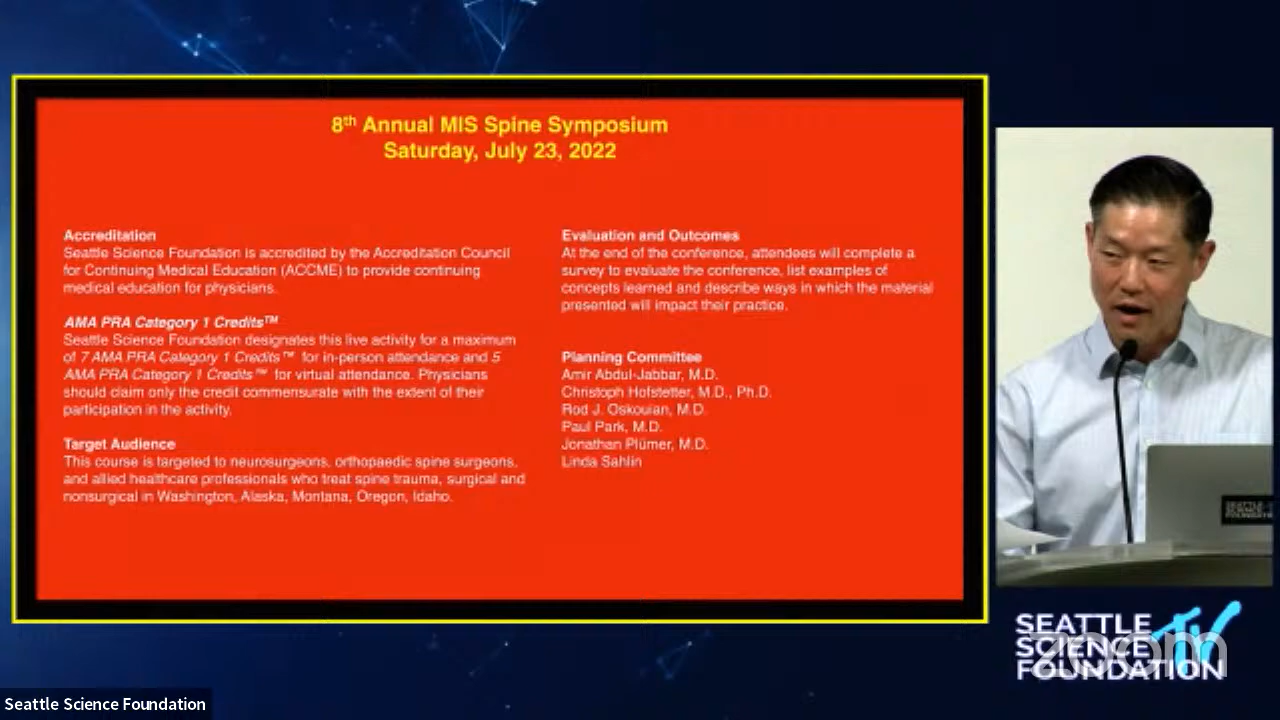 8th Annual MIS Spine Symposium
Saturday, July 23, 2022
Accreditation
Seattle Science Foundation is accredited by the Accreditation Council
for Continuing Medical Education (ACCME) to provide continuing
medical education for physicians.
AMA PRA Category 1 Credits™
Seattle Science Foundation designates this live activity for a maximum
of 7 AMA PRA Category 1 Credits™ for in-person attendance and 5
AMA PRA Category 1 Credits™ for virtual attendance. Physicians
should claim only the credit commensurate with the extent of their
participation in the activity.
Target Audience
This course is targeted to neurosurgeons, orthopaedic spine surgeons,
and allied healthcare professionals who treat spine trauma, surgical and
nonsurgical in Washington, Alaska, Montana, Oregon, Idaho.
Evaluation and Outcomes
At the end of the conference, attendees will complete a
survey to evaluate the conference, list examples of
concepts learned and describe ways in which the material
presented will impact their practice.
Planning Committee
Amir Abdul-Jabbar, M.D.
Christoph Hofstetter, M.D., Ph.D.
Rod J. Oskouian, M.D.
Paul Park, M.D.
Jonathan Plümer, M.D.
Linda Sahlin
SEATTLE
SCIENCE
FOUNDATION
SEATTLE
SCIENCE TV
FOUNDATION
zoom
Seattle Science Foundation